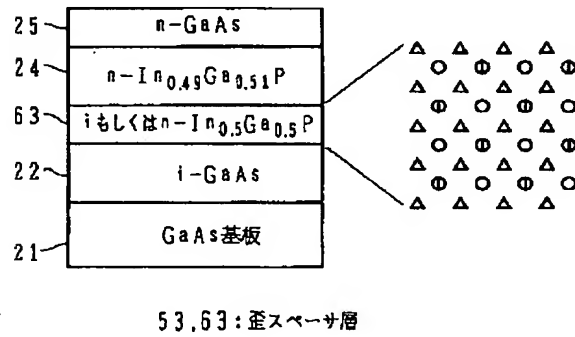 25 n-GaAs
24 n-In0.49Ga0.51P
63 iもしくはn-In0.5Ga0.5P
22 i-GaAs
21 GaAs基板
53,63:歪スペーサ層